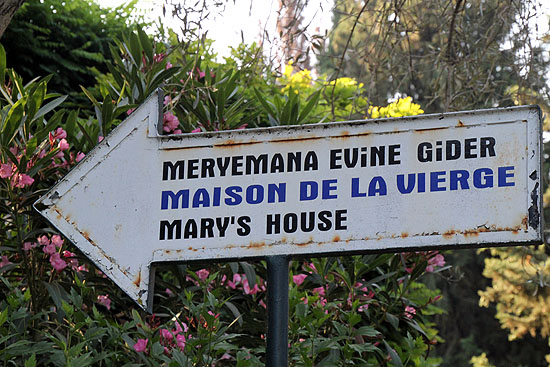 MERYEMANA EViNE GiDER
MAISON DE LA VIERGE
MARY'S HOUSE